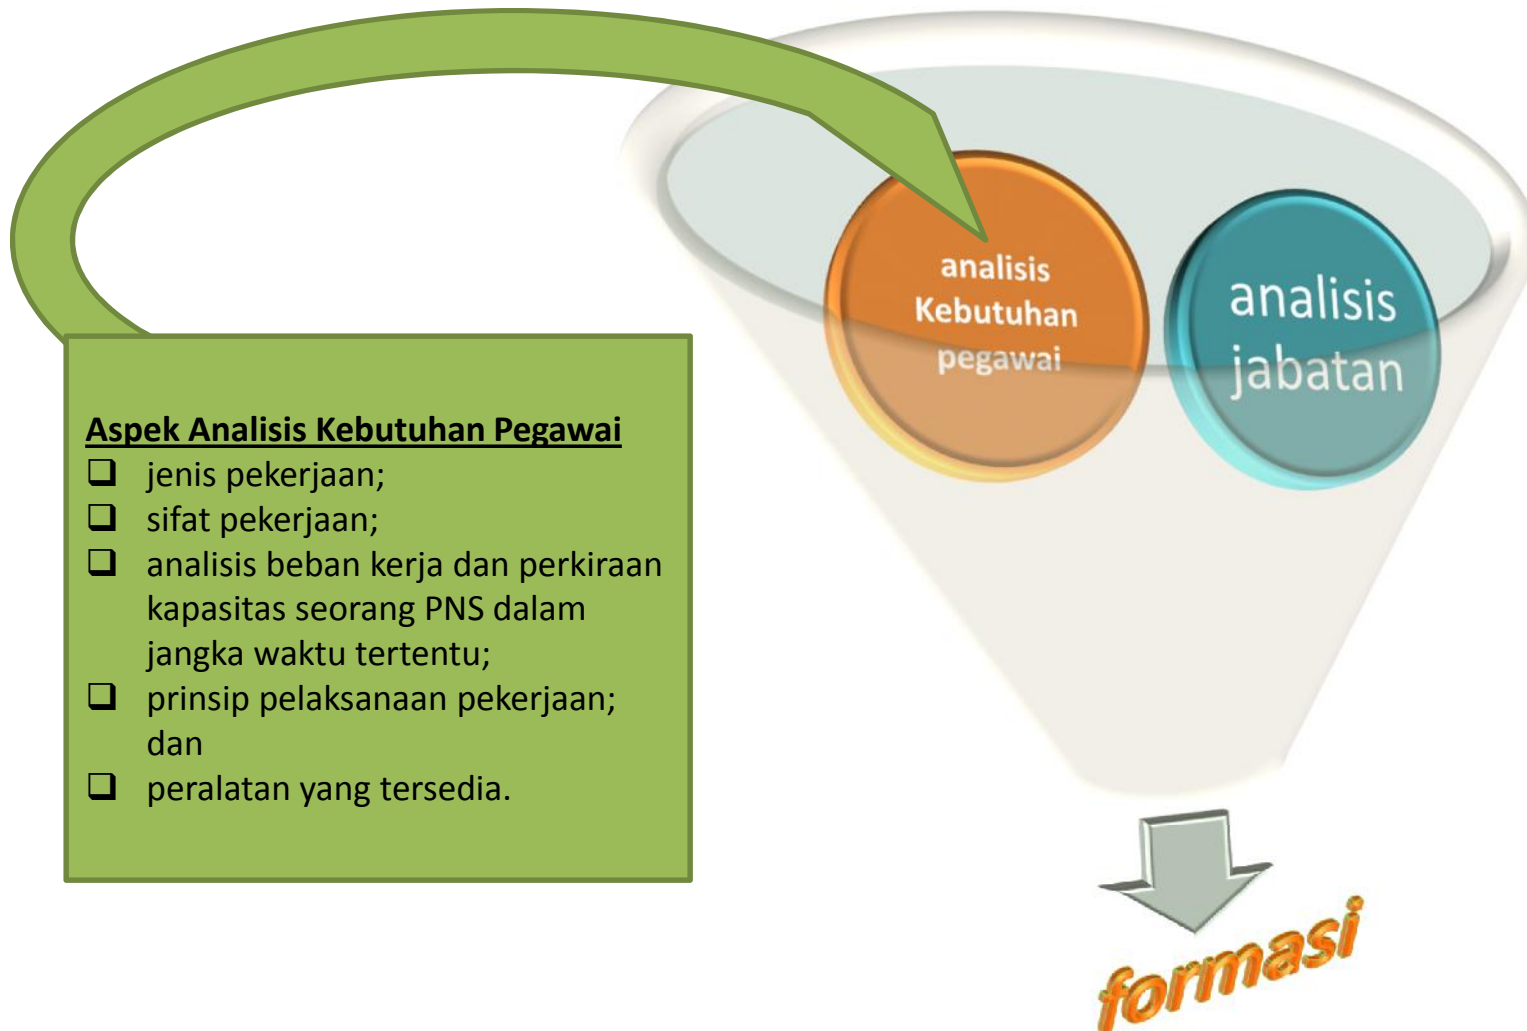 analisis
Kebutuhan
pegawai
analisis
jabatan
Aspek Analisis Kebutuhan Pegawai
❑ jenis pekerjaan;
❑ sifat pekerjaan;
❑ analisis beban kerja dan perkiraan
kapasitas seorang PNS dalam
jangka waktu tertentu;
❑ prinsip pelaksanaan pekerjaan;
dan
❑ peralatan yang tersedia.
formasi